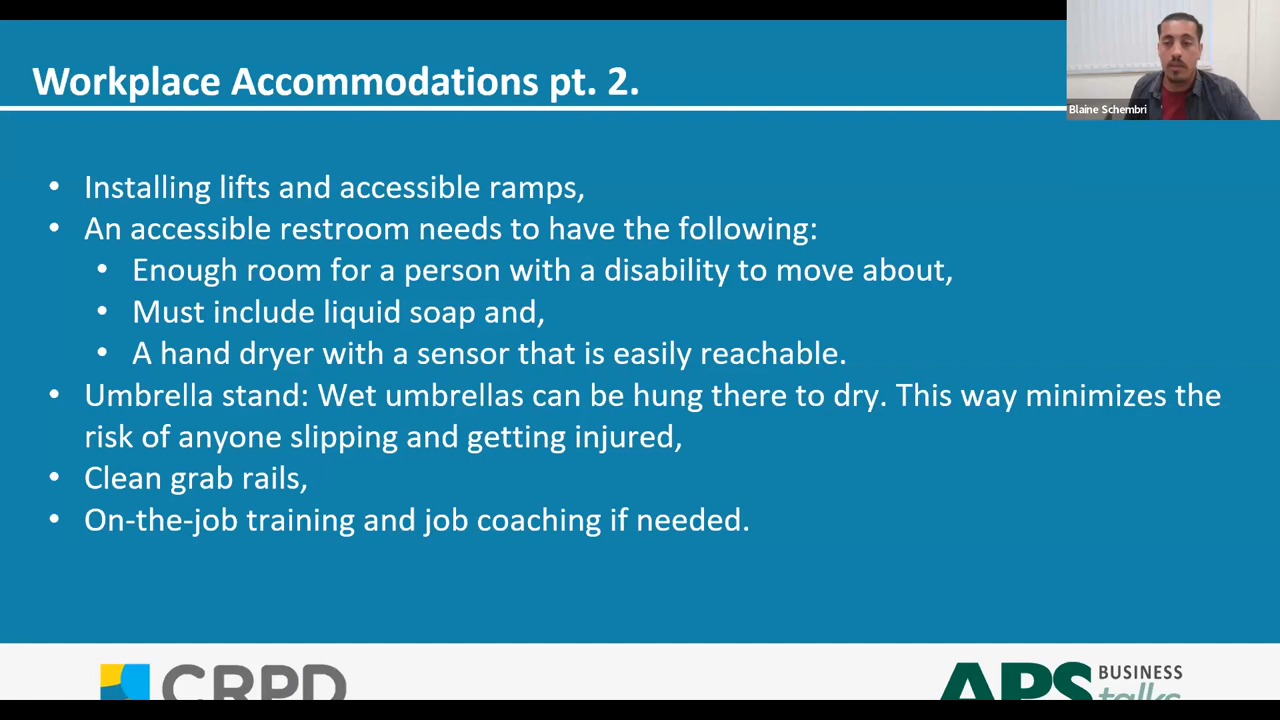 Workplace Accommodations pt. 2.
Blaine Schembri
• Installing lifts and accessible ramps,
• An accessible restroom needs to have the following:
• Enough room for a person with a disability to move about,
• Must include liquid soap and,
• A hand dryer with a sensor that is easily reachable.
• Umbrella stand: Wet umbrellas can be hung there to dry. This way minimizes the
risk of anyone slipping and getting injured,
• Clean grab rails,
• On-the-job training and job coaching if needed.
CRPD
APS BUSINESS
talks